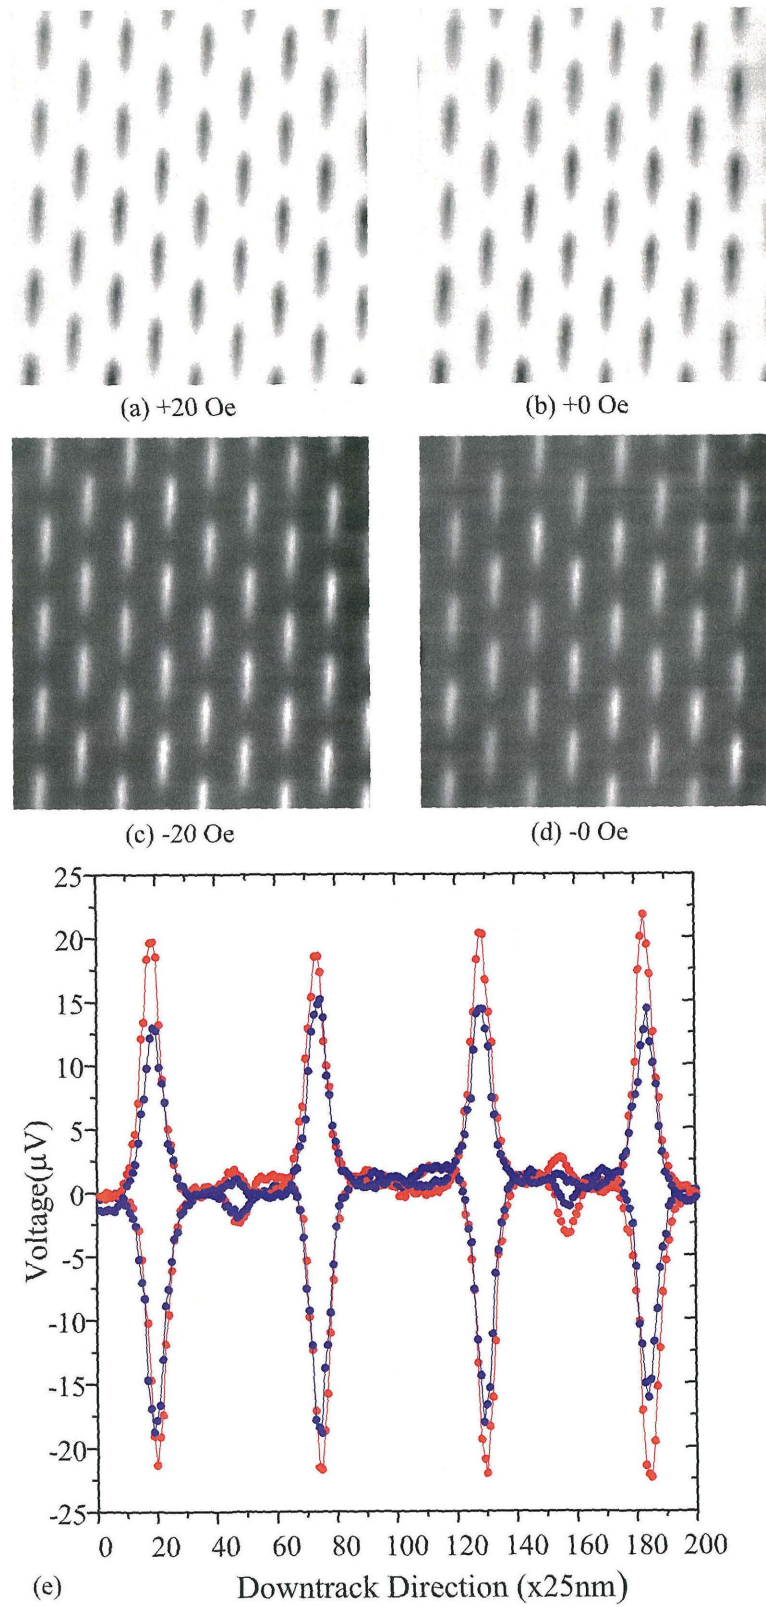 (a) +20 Oe
(b) +0 Oe
(c) -20 Oe
(d) -0 Oe
25
20
15
10
5
0
-5
-10
-15
-20
-25
Voltage(μV)
0 20 40 60 80 100 120 140 160 180 200
(e)
Downtrack Direction (x25nm)